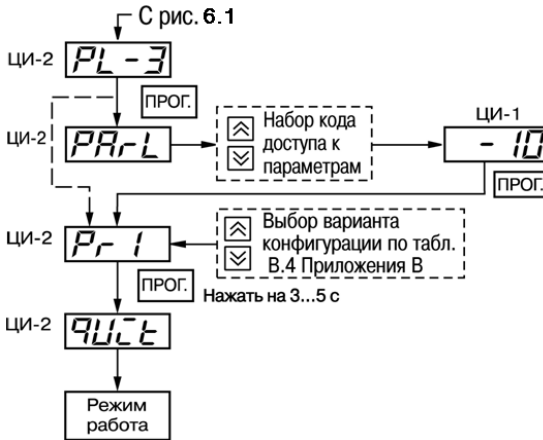 С рис. 6.1
ЦИ-2 PL-3
ПРОГ.
ЦИ-2 PArL
Набор кода
доступа к
параметрам
ЦИ-1
- 10
ПРОГ.
ЦИ-2 Pr 1
Выбор варианта
конфигурации по табл.
В.4 Приложения В
ПРОГ.
Нажать на 3...5 с
ЦИ-2
Режим
работа